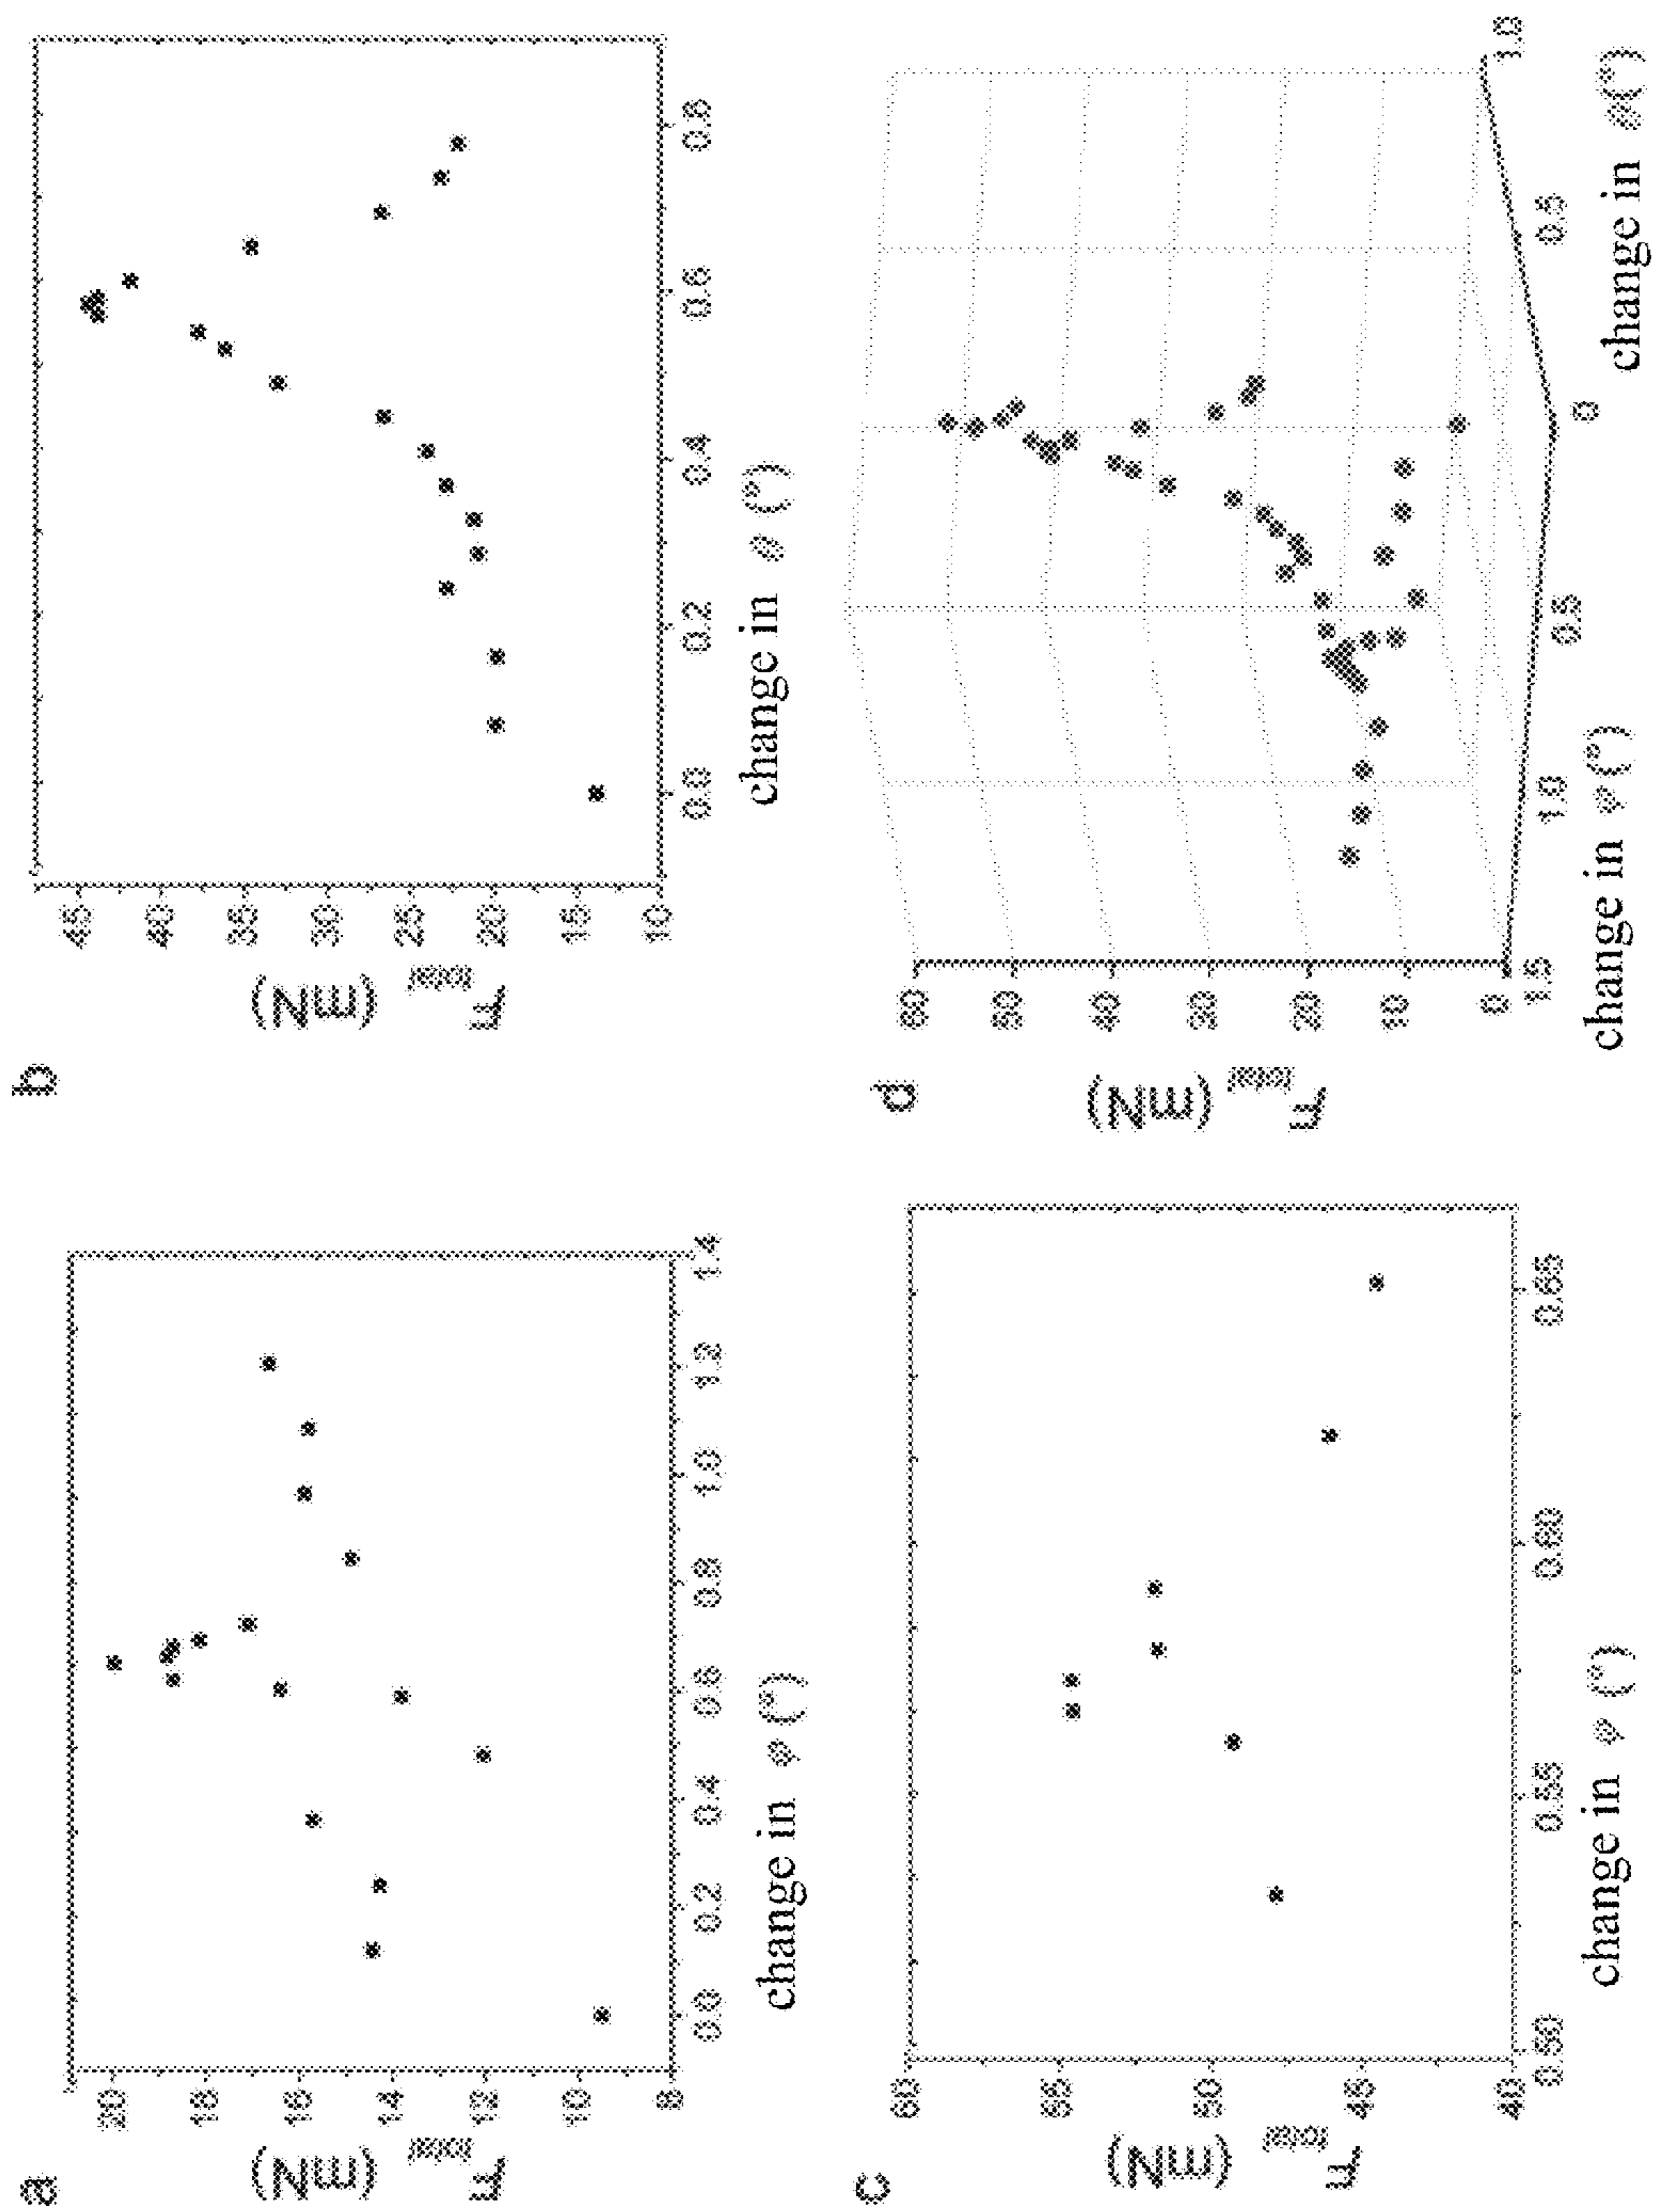 a
F total (mN)
20
18
16
14
12
10
8
0.0 0.2 0.4 0.6 0.8 1.0 1.2 1.4
change in φ (°)
b
F total (mN)
45
40
35
30
25
20
15
10
0.0 0.2 0.4 0.6 0.8
change in θ (°)
c
F total (mN)
60
55
50
45
40
0.50 0.55 0.60 0.65
change in φ (°)
d
F total (mN)
60
50
40
30
20
10
0
1.5 1.0 0.5 0 0.5 1.0
change in φ(°) change in θ(°)